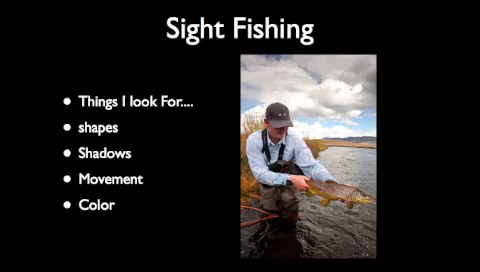 Sight Fishing
Things I look For....
shapes
Shadows
Movement
Color